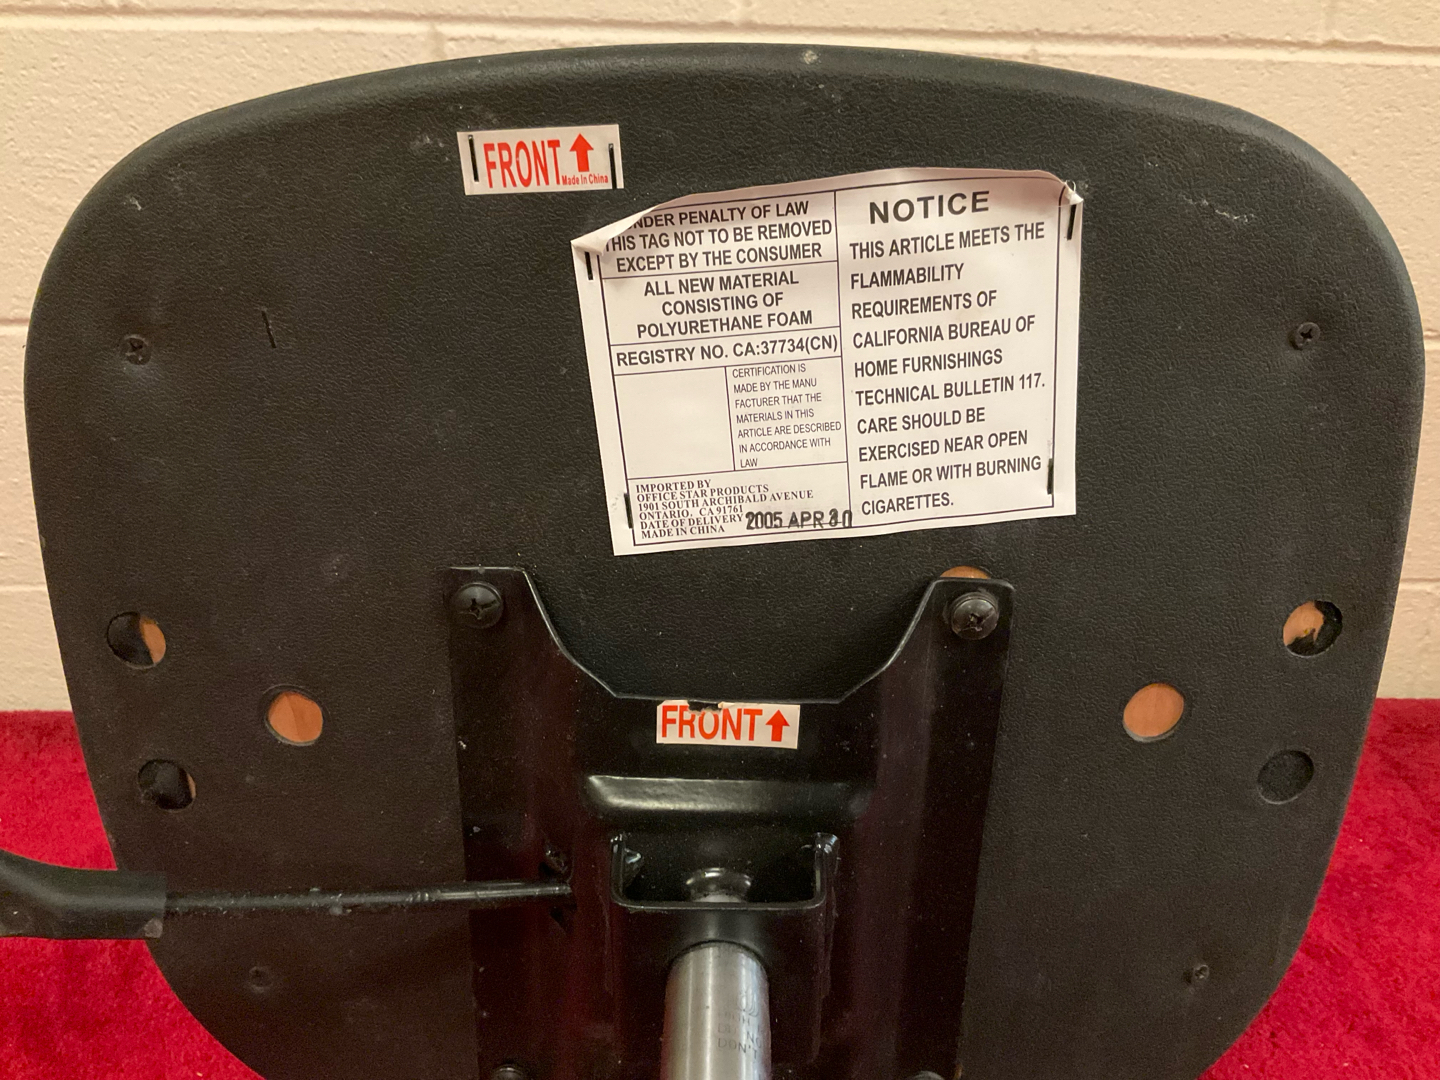 FRONT
Made In China
UNDER PENALTY OF LAW
THIS TAG NOT TO BE REMOVED
EXCEPT BY THE CONSUMER
ALL NEW MATERIAL
CONSISTING OF
POLYURETHANE FOAM
REGISTRY NO. CA:37734(CN)
CERTIFICATION IS
MADE BY THE MANU
FACTURER THAT THE
MATERIALS IN THIS
ARTICLE ARE DESCRIBED
IN ACCORDANCE WITH
LAW
IMPORTED BY
OFFICE STAR PRODUCTS
1901 SOUTH ARCHIBALD AVENUE
ONTARIO. CA 91761
DATE OF DELIVERY 2005 APR 30
MADE IN CHINA
NOTICE
THIS ARTICLE MEETS THE
FLAMMABILITY
REQUIREMENTS OF
CALIFORNIA BUREAU OF
HOME FURNISHINGS
TECHNICAL BULLETIN 117.
CARE SHOULD BE
EXERCISED NEAR OPEN
FLAME OR WITH BURNING
CIGARETTES.
FRONT
DON'T